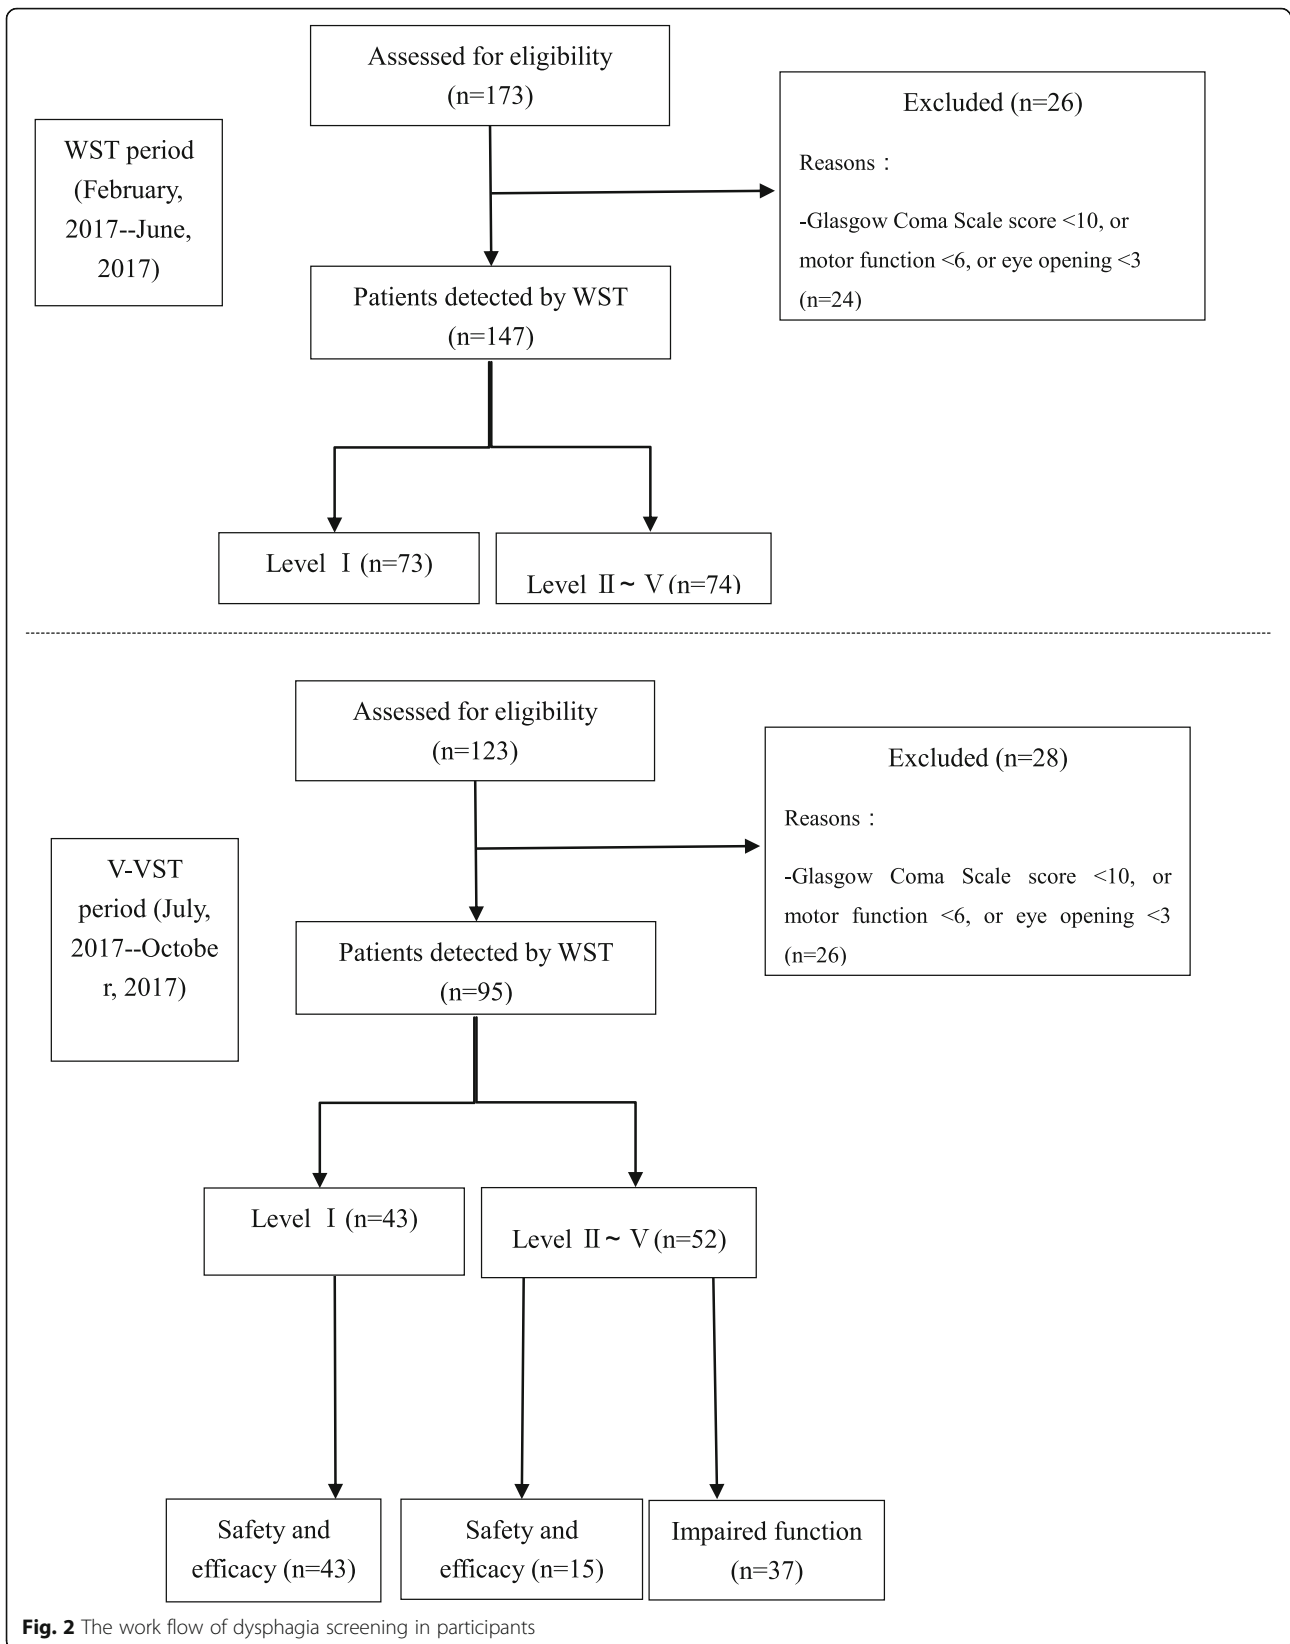 Assessed for eligibility
(n=173)
Excluded (n=26)
Reasons：
-Glasgow Coma Scale score <10, or
motor function <6, or eye opening <3
(n=24)
WST period
(February,
2017--June,
2017)
Patients detected by WST
(n=147)
Level Ⅰ (n=73)
Level Ⅱ~Ⅴ (n=74)
Assessed for eligibility
(n=123)
Excluded (n=28)
Reasons：
-Glasgow Coma Scale score <10, or
motor function <6, or eye opening <3
(n=26)
V-VST
period (July,
2017--Octobe
r, 2017)
Patients detected by WST
(n=95)
Level Ⅰ (n=43)
Level Ⅱ~Ⅴ (n=52)
Safety and
efficacy (n=43)
Safety and
efficacy (n=15)
Impaired function
(n=37)
Fig. 2 The work flow of dysphagia screening in participants